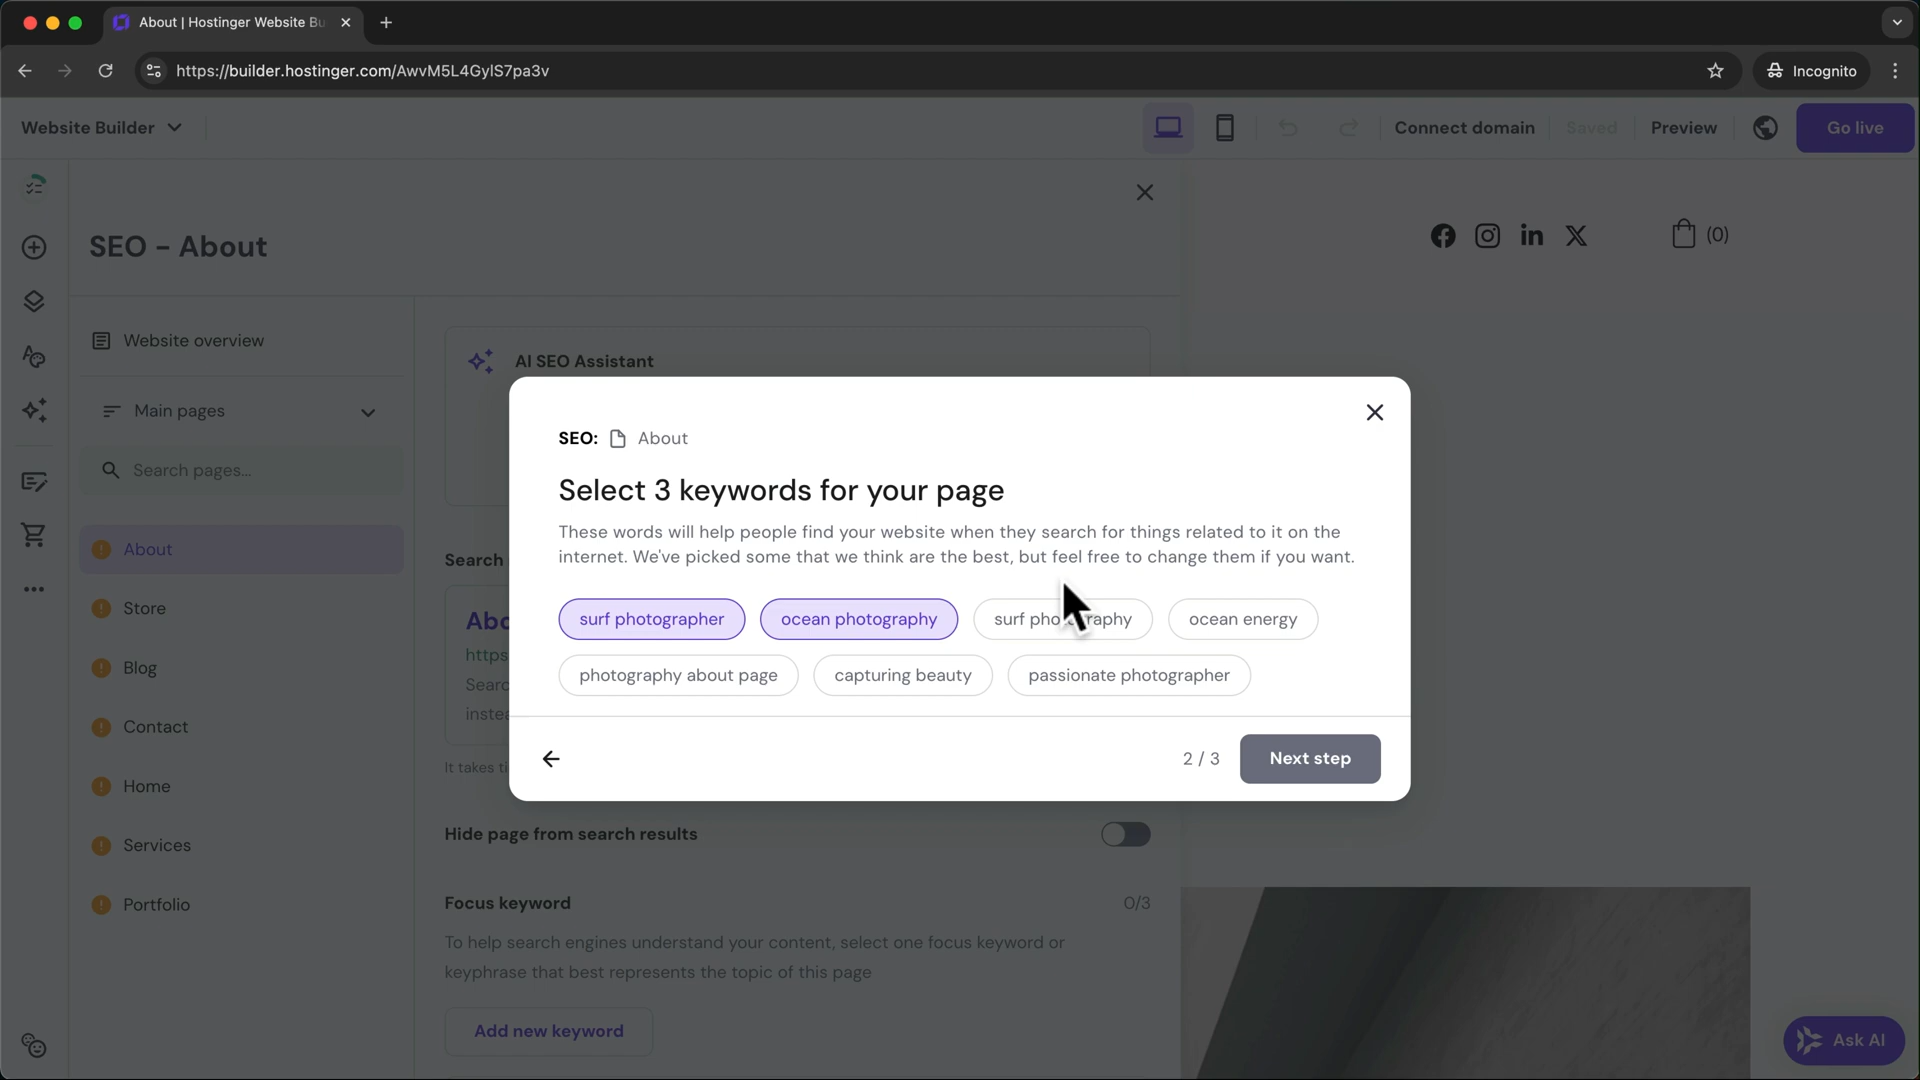 About | Hostinger Website Bu
https://builder.hostinger.com/AwvM5L4GylS7pa3v
Incognito
Website Builder
Connect domain
Saved
Preview
Go live
SEO – About
(0)
Website overview
Main pages
Search pages...
About
Store
Blog
Contact
Home
Services
Portfolio
AI SEO Assistant
Search
Abo
https
Searc
inste
It takes ti
Hide page from search results
Focus keyword
0/3
To help search engines understand your content, select one focus keyword or
keyphrase that best represents the topic of this page
Add new keyword
SEO: About
Select 3 keywords for your page
These words will help people find your website when they search for things related to it on the
internet. We've picked some that we think are the best, but feel free to change them if you want.
surf photographer
ocean photography
surf photography
ocean energy
photography about page
capturing beauty
passionate photographer
2 / 3
Next step
Ask AI